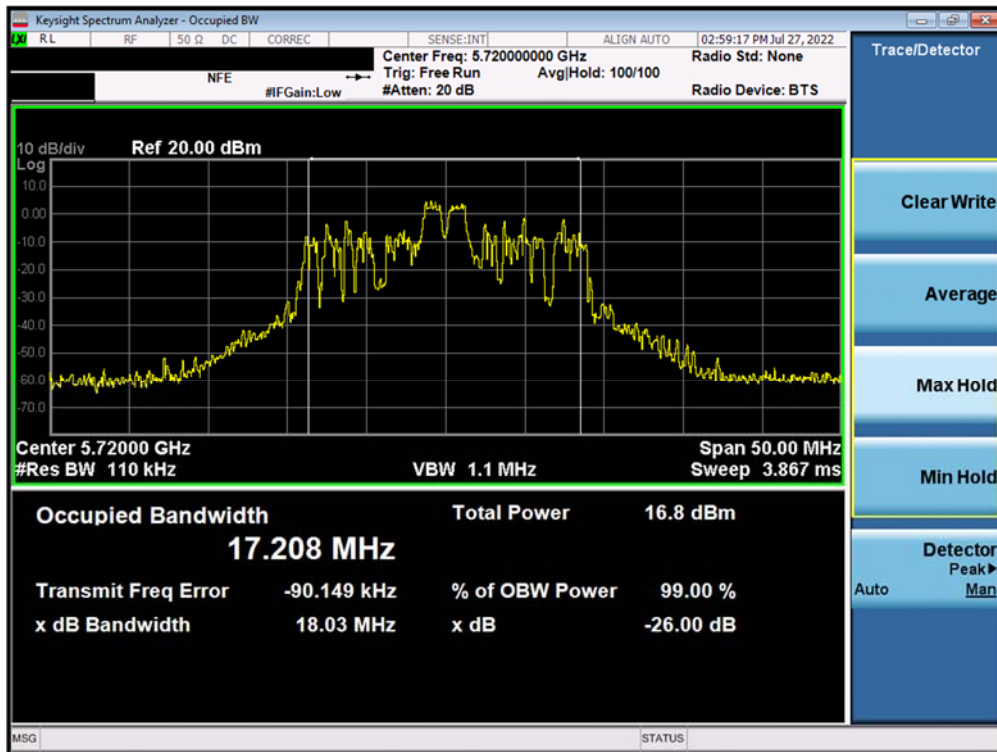 Keysight Spectrum Analyzer - Occupied BW
LXI RL RF 50 Ω DC CORREC SENSE:INT ALIGN AUTO 02:59:17 PM Jul 27, 2022
Center Freq: 5.720000000 GHz Radio Std: None
NFE Trig: Free Run Avg|Hold: 100/100
#IFGain:Low #Atten: 20 dB Radio Device: BTS
Trace/Detector
10 dB/div Ref 20.00 dBm
Log
10.0
0.00
-10.0
-20.0
-30.0
-40.0
-50.0
-60.0
-70.0
Center 5.72000 GHz Span 50.00 MHz
#Res BW 110 kHz VBW 1.1 MHz Sweep 3.867 ms
Occupied Bandwidth Total Power 16.8 dBm
17.208 MHz
Transmit Freq Error -90.149 kHz % of OBW Power 99.00 %
x dB Bandwidth 18.03 MHz x dB -26.00 dB
Clear Write
Average
Max Hold
Min Hold
Detector
Peak▶
Auto Man
MSG STATUS